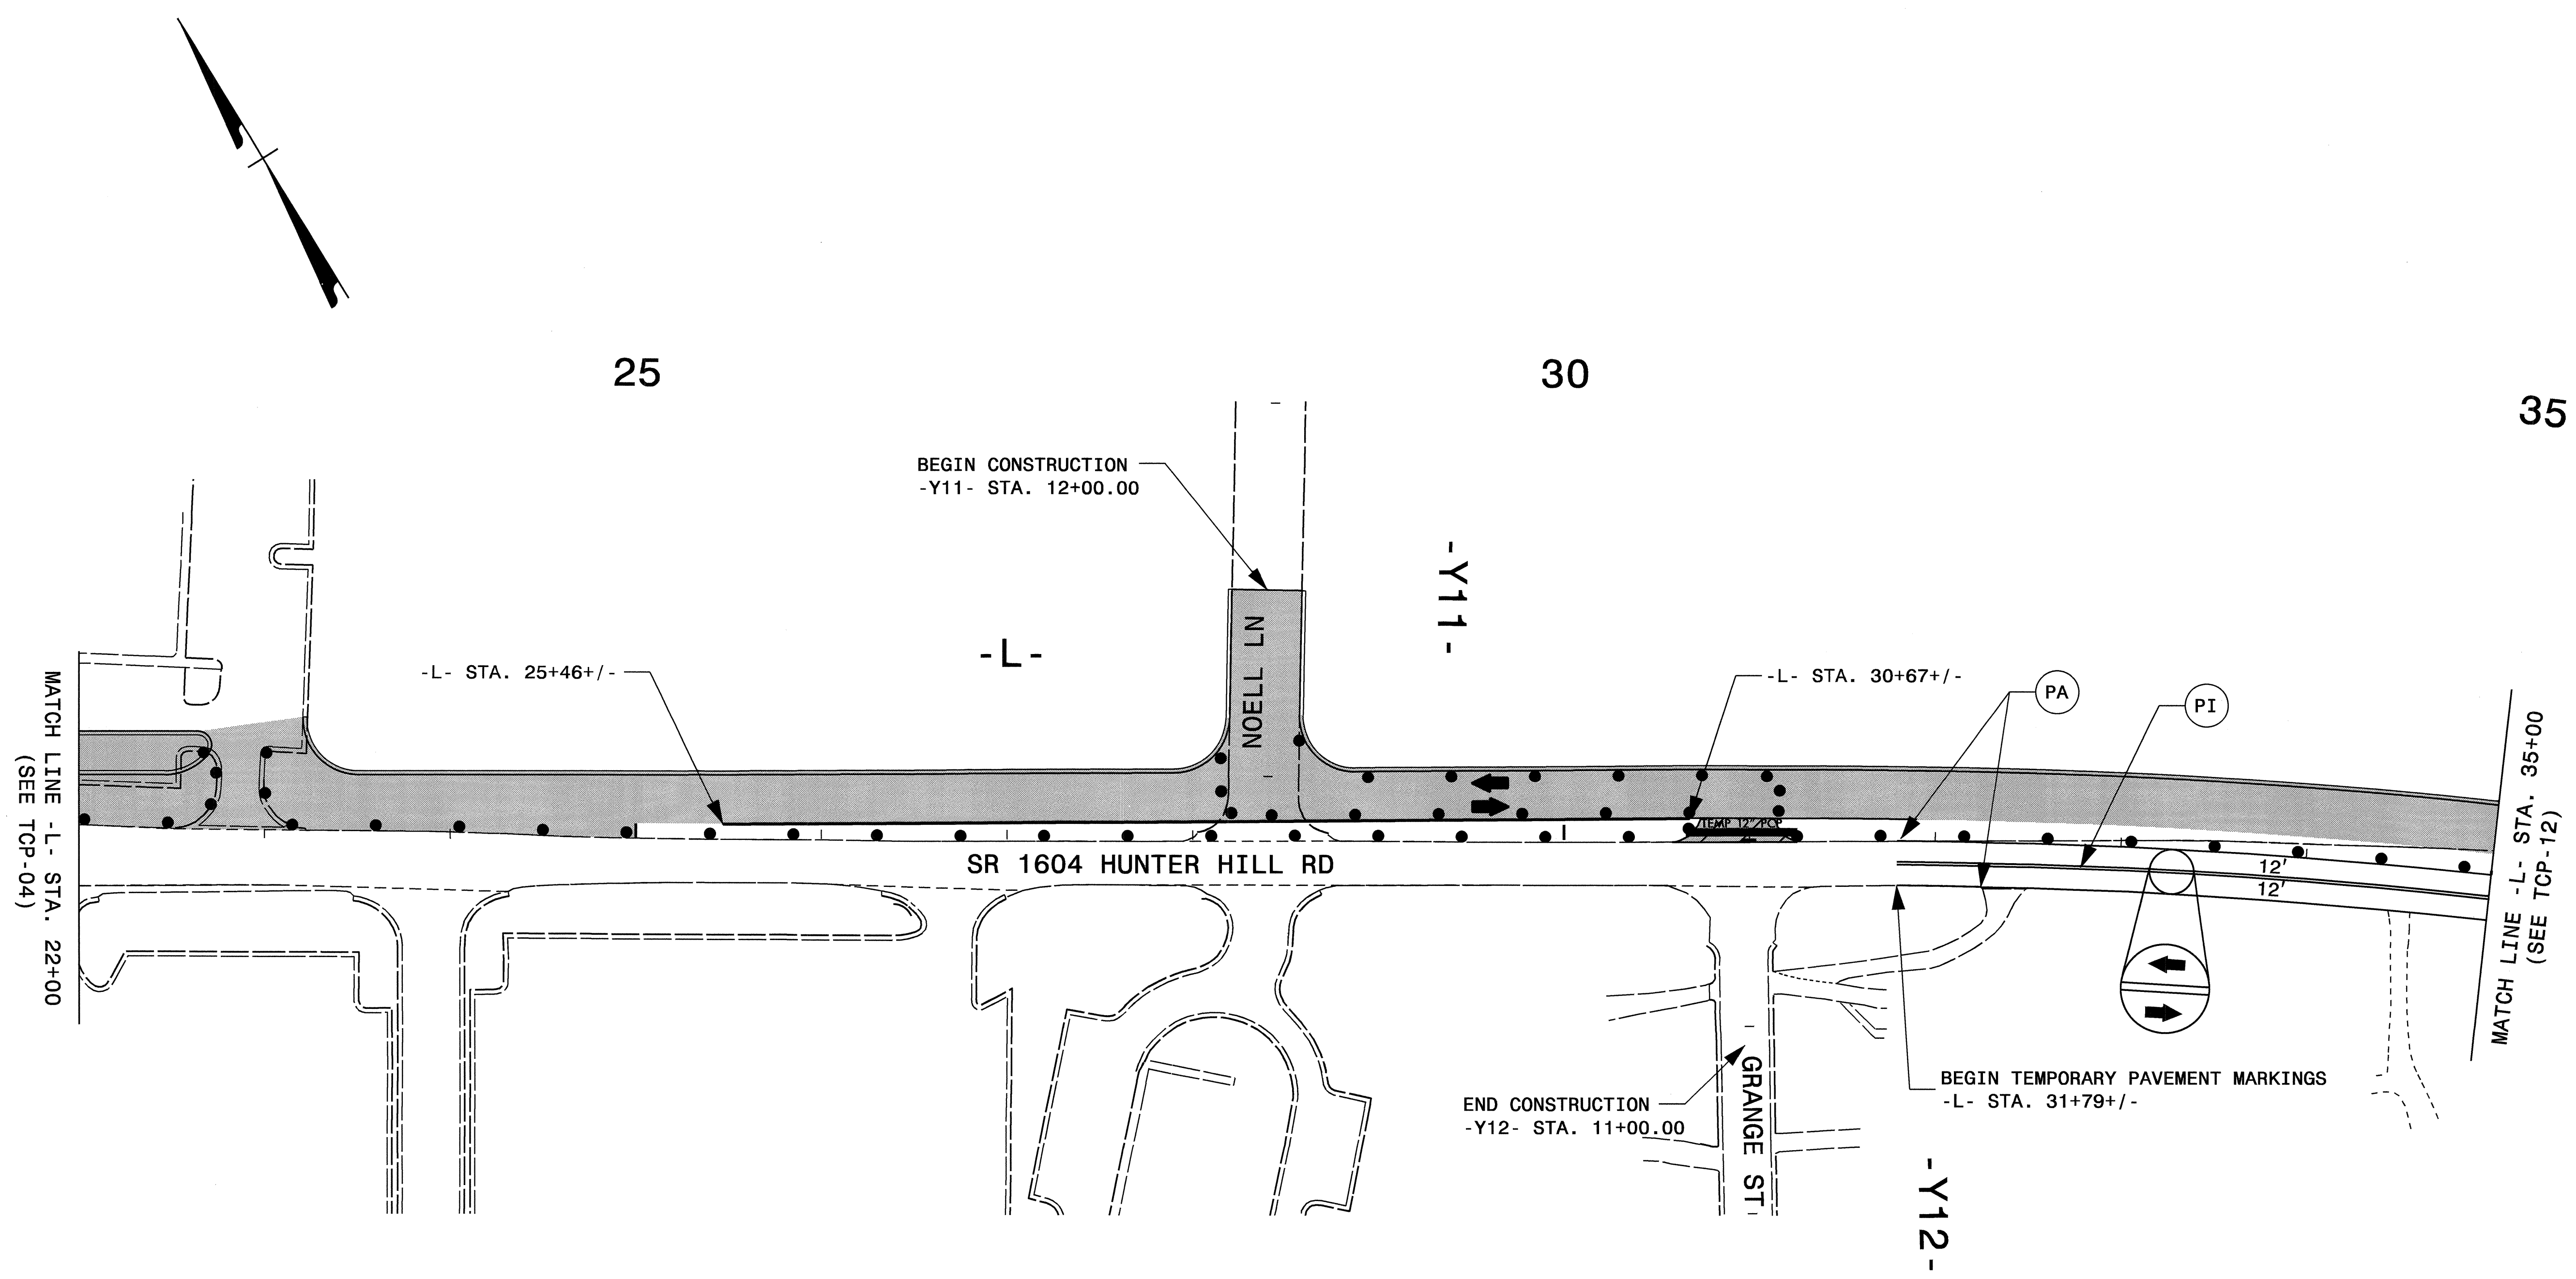 25
30
35
BEGIN CONSTRUCTION
-Y11- STA. 12+00.00
-Y11-
NOELL LN
-L-
-L- STA. 25+46+/-
-L- STA. 30+67+/-
PA
PI
MATCH LINE -L- STA. 22+00
(SEE TCP-04)
MATCH LINE -L- STA. 35+00
(SEE TCP-12)
TEMP 12" PCP
SR 1604 HUNTER HILL RD
12'
12'
BEGIN TEMPORARY PAVEMENT MARKINGS
-L- STA. 31+79+/-
END CONSTRUCTION
-Y12- STA. 11+00.00
GRANGE ST
-Y12-